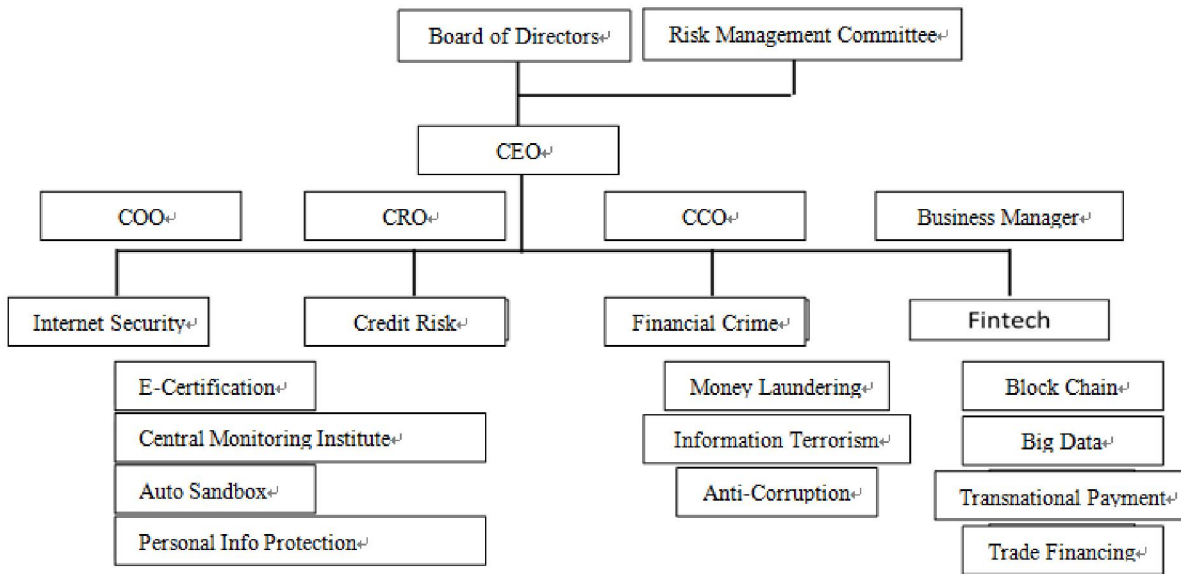 Board of Directors
Risk Management Committee
CEO
COO
CRO
CCO
Business Manager
Internet Security
Credit Risk
Financial Crime
Fintech
E-Certification
Money Laundering
Block Chain
Central Monitoring Institute
Information Terrorism
Big Data
Auto Sandbox
Anti-Corruption
Transnational Payment
Personal Info Protection
Trade Financing